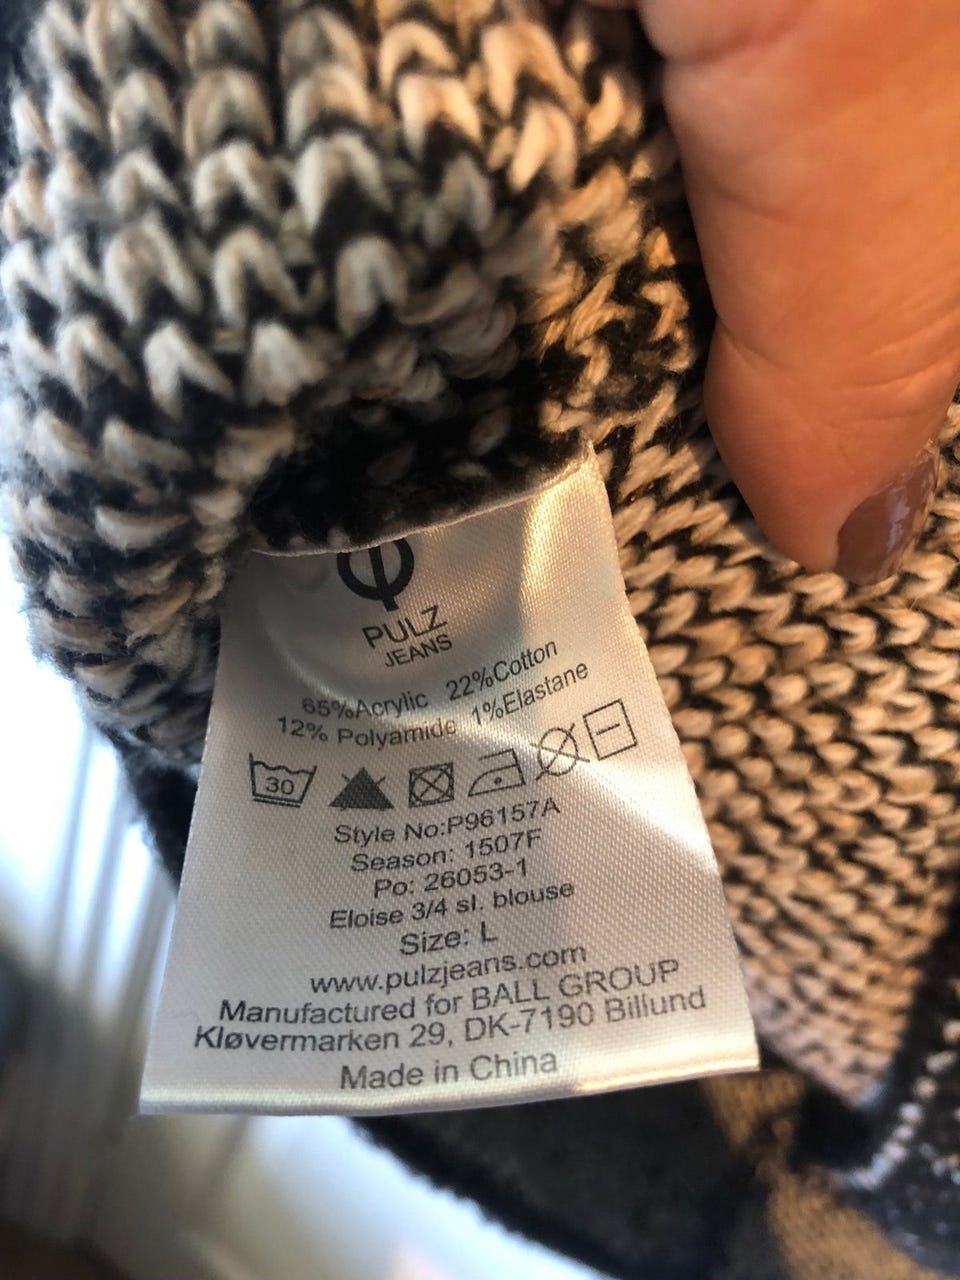 PULZ
JEANS
65%Acrylic 22%Cotton
12% Polyamide 1%Elastane
30
Style No:P96157A
Season: 1507F
Po: 26053-1
Eloise 3/4 sl. blouse
Size: L
www.pulzjeans.com
Manufactured for BALL GROUP
Kløvermarken 29, DK-7190 Billund
Made in China